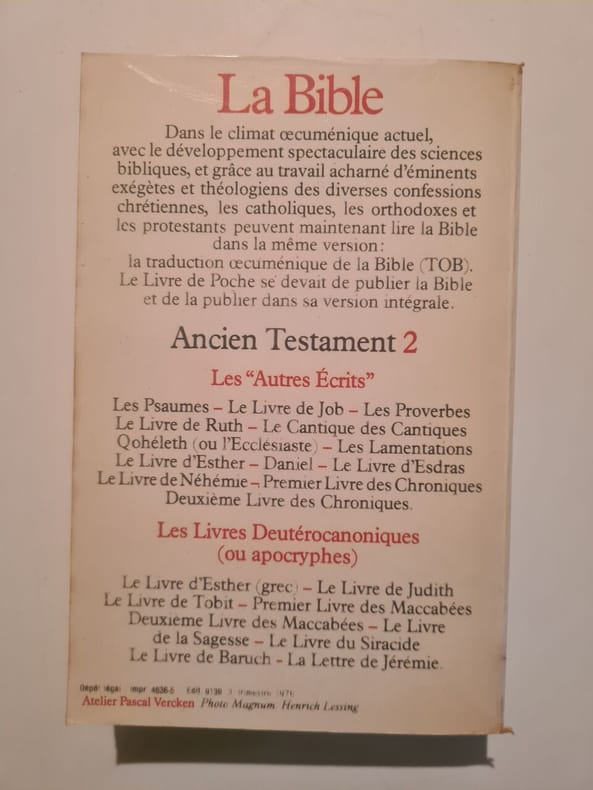 La Bible
Dans le climat œcuménique actuel,
avec le développement spectaculaire des sciences
bibliques, et grâce au travail acharné d'éminents
exégètes et théologiens des diverses confessions
chrétiennes, les catholiques, les orthodoxes et
les protestants peuvent maintenant lire la Bible
dans la même version :
la traduction œcuménique de la Bible (TOB).
Le Livre de Poche se devait de publier la Bible
et de la publier dans sa version intégrale.
Ancien Testament 2
Les "Autres Écrits"
Les Psaumes – Le Livre de Job – Les Proverbes
Le Livre de Ruth – Le Cantique des Cantiques
Qohéleth (ou l'Ecclésiaste) – Les Lamentations
Le Livre d'Esther – Daniel – Le Livre d'Esdras
Le Livre de Néhémie – Premier Livre des Chroniques
Deuxième Livre des Chroniques.
Les Livres Deutérocanoniques
(ou apocryphes)
Le Livre d'Esther (grec) – Le Livre de Judith
Le Livre de Tobit – Premier Livre des Maccabées
Deuxième Livre des Maccabées – Le Livre
de la Sagesse – Le Livre du Siracide
Le Livre de Baruch - La Lettre de Jérémie.
Dépôt légal Impr 4636-5 Edit 9139 trimestre
Atelier Pascal Vercken Photo Magnum Henrich Lessing